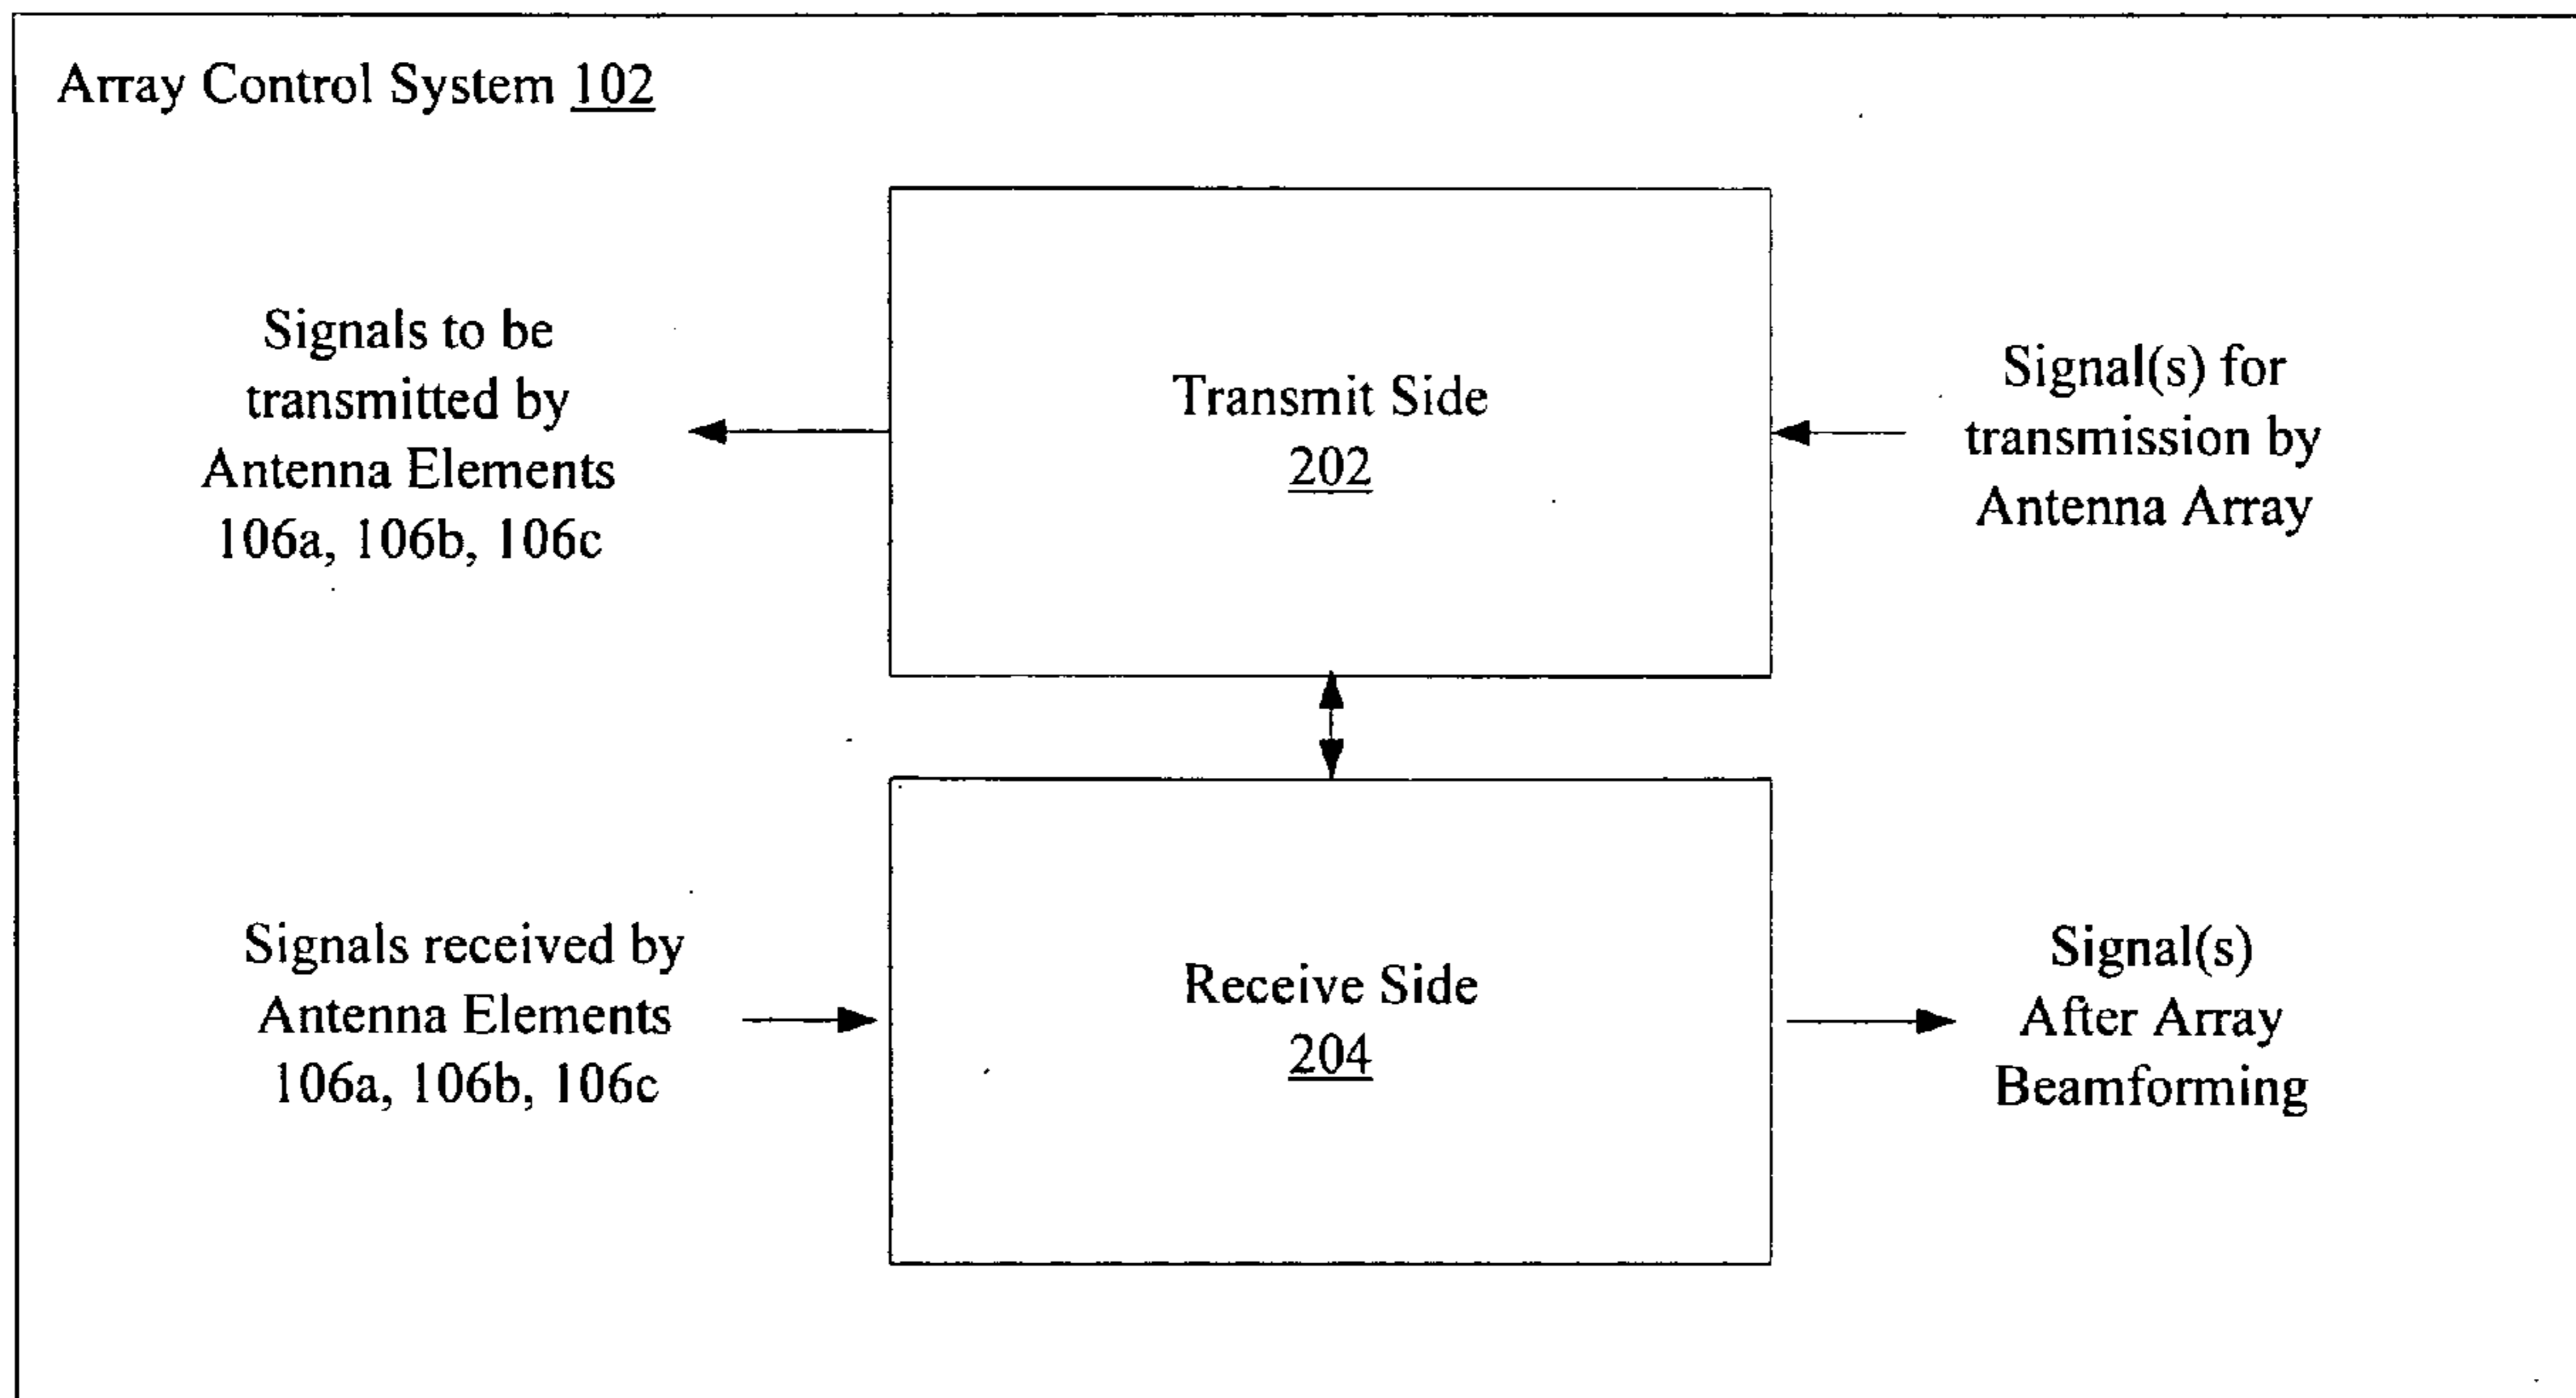 Array Control System 102
Signals to be
transmitted by
Antenna Elements
106a, 106b, 106c
Transmit Side
202
Signal(s) for
transmission by
Antenna Array
Signals received by
Antenna Elements
106a, 106b, 106c
Receive Side
204
Signal(s)
After Array
Beamforming